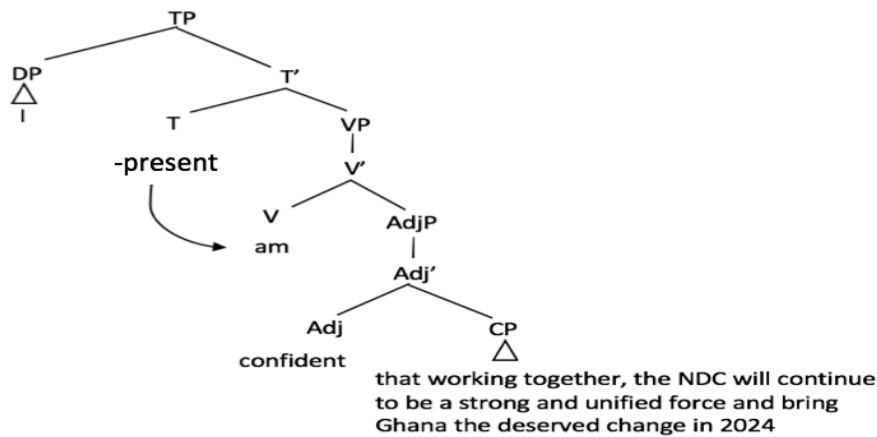 TP
DP
T'
I
T
VP
-present
V'
V
AdjP
am
Adj'
Adj
CP
confident
that working together, the NDC will continue
to be a strong and unified force and bring
Ghana the deserved change in 2024